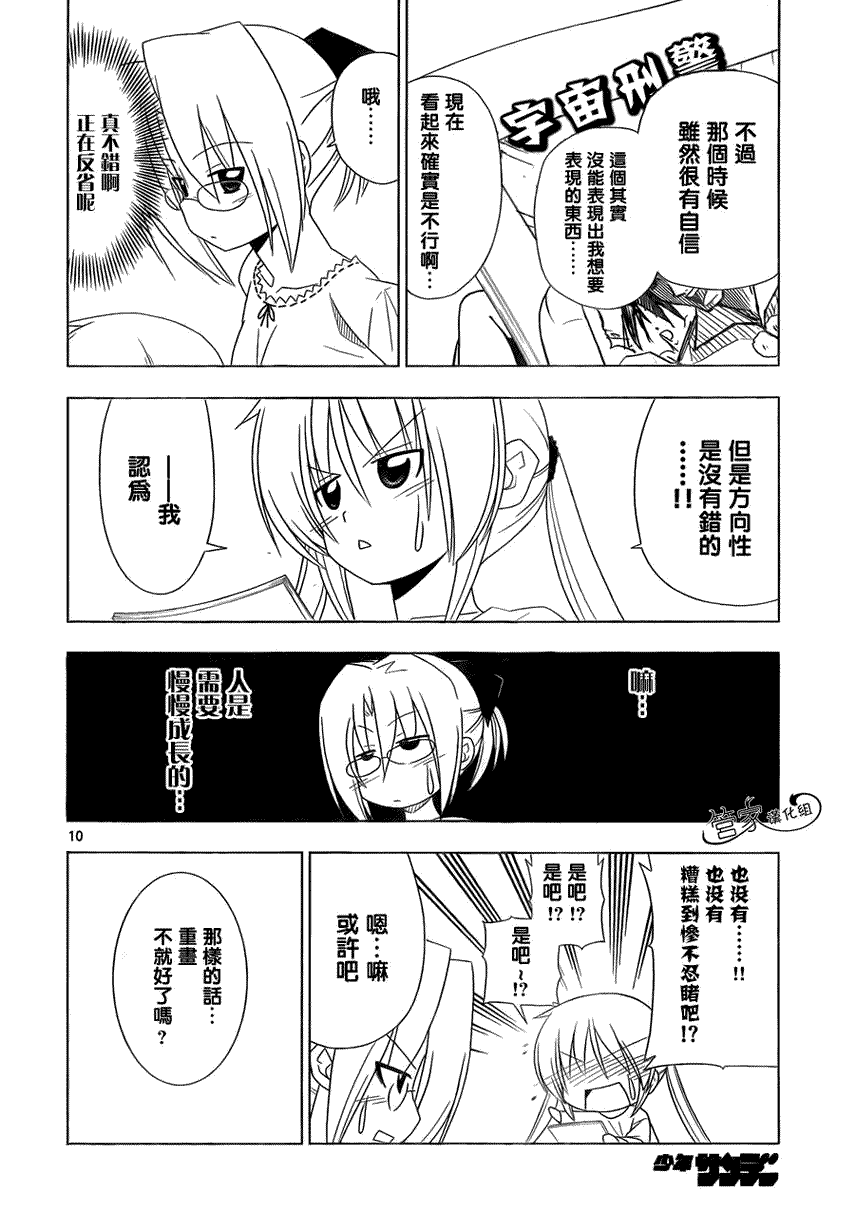 宇宙刑警
不過
那個時候
雖然很有自信
這個其實
沒能表現出我想要
表現的東西……
現在
看起來確實是不行啊…
哦……
真不錯啊
正在反省呢
但是方向性
是沒有錯的
……!!
——我
認為
嘛…
人是
需要
慢慢成長的…
管家漢化組
10
也沒有……!!
也沒有
糟糕到慘不忍睹吧!?
是吧!?
是吧!?
是吧~!?
嗯…嘛
或許吧
那樣的話…
重畫
不就好了嗎?
少年サンデー